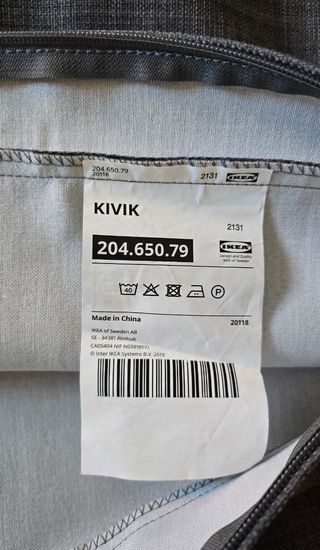 204.650.79
20118
2131 IKEA
KIVIK
2131
204.650.79
IKEA
Design and Quality
IKEA of Sweden
40
P
Made in China
20118
IKEA of Sweden AB
SE - 34381 Älmhult
© Inter IKEA Systems B.V. 2019